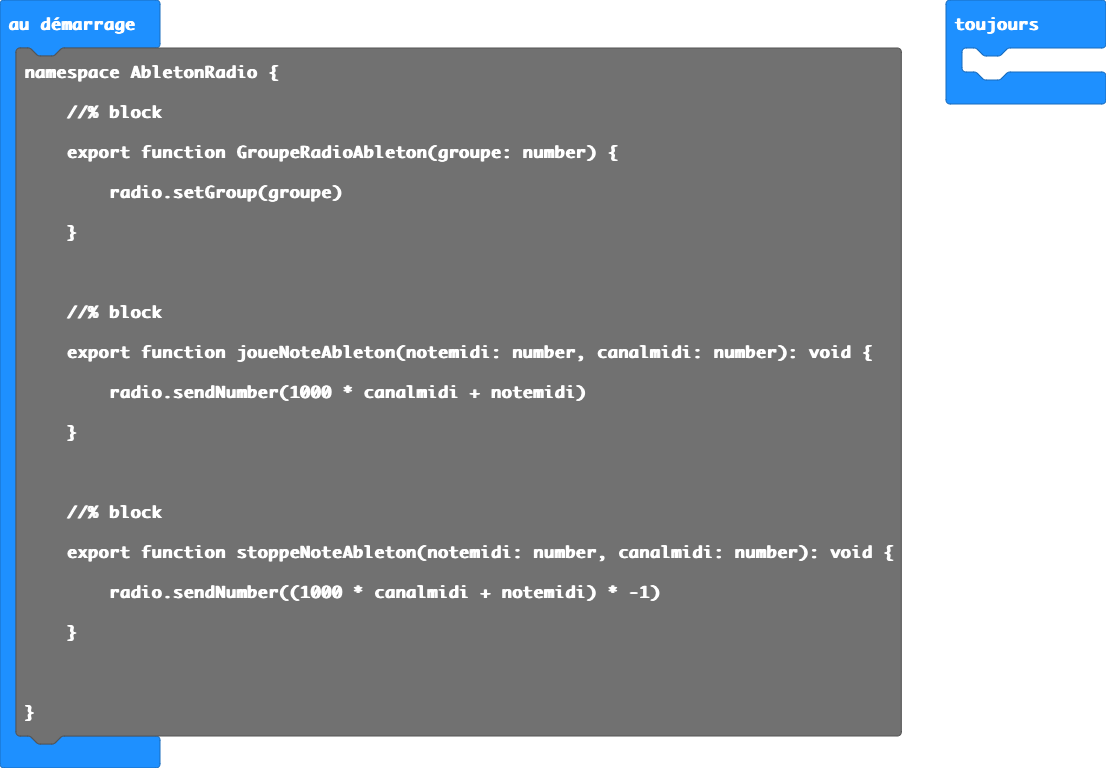 au démarrage
namespace AbletonRadio {
//% block
export function GroupeRadioAbleton(groupe: number) {
radio.setGroup(groupe)
}
//% block
export function joueNoteAbleton(notemidi: number, canalmidi: number): void {
radio.sendNumber(1000 * canalmidi + notemidi)
}
//% block
export function stoppeNoteAbleton(notemidi: number, canalmidi: number): void {
radio.sendNumber((1000 * canalmidi + notemidi) * -1)
}
}
toujours